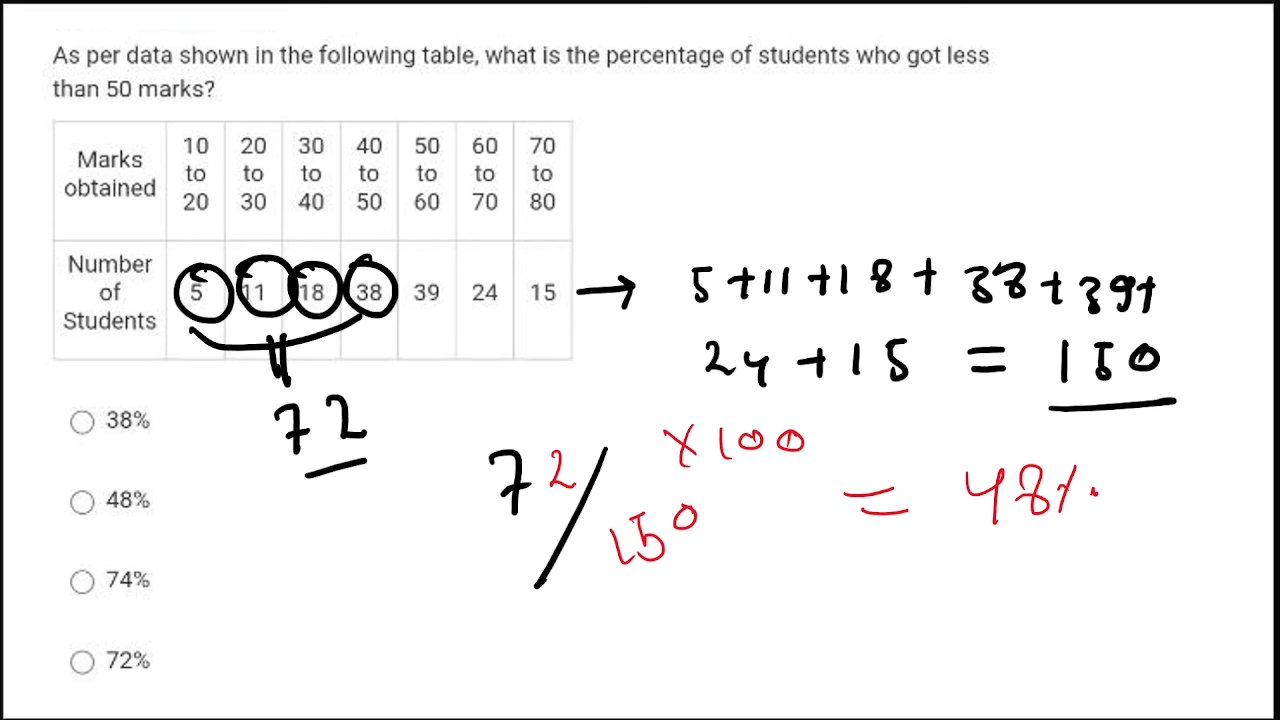 As per data shown in the following table, what is the percentage of students who got less
than 50 marks?
Marks obtained 10 to 20 20 to 30 30 to 40 40 to 50 50 to 60 60 to 70 70 to 80
Number of Students 5 11 18 38 39 24 15
→ 5+11+18+38+39+
24+15 = 150
72
72/150 ×100 = 48%.
38%
48%
74%
72%